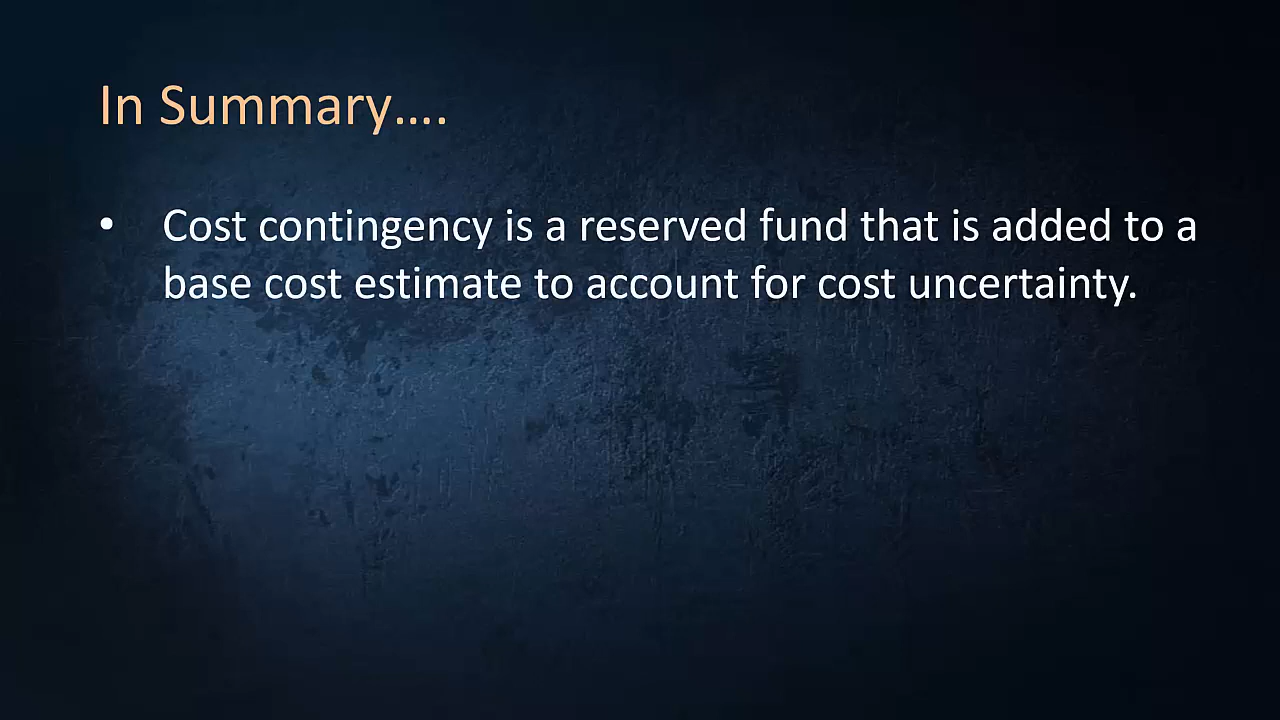 In Summary….
• Cost contingency is a reserved fund that is added to a
base cost estimate to account for cost uncertainty.